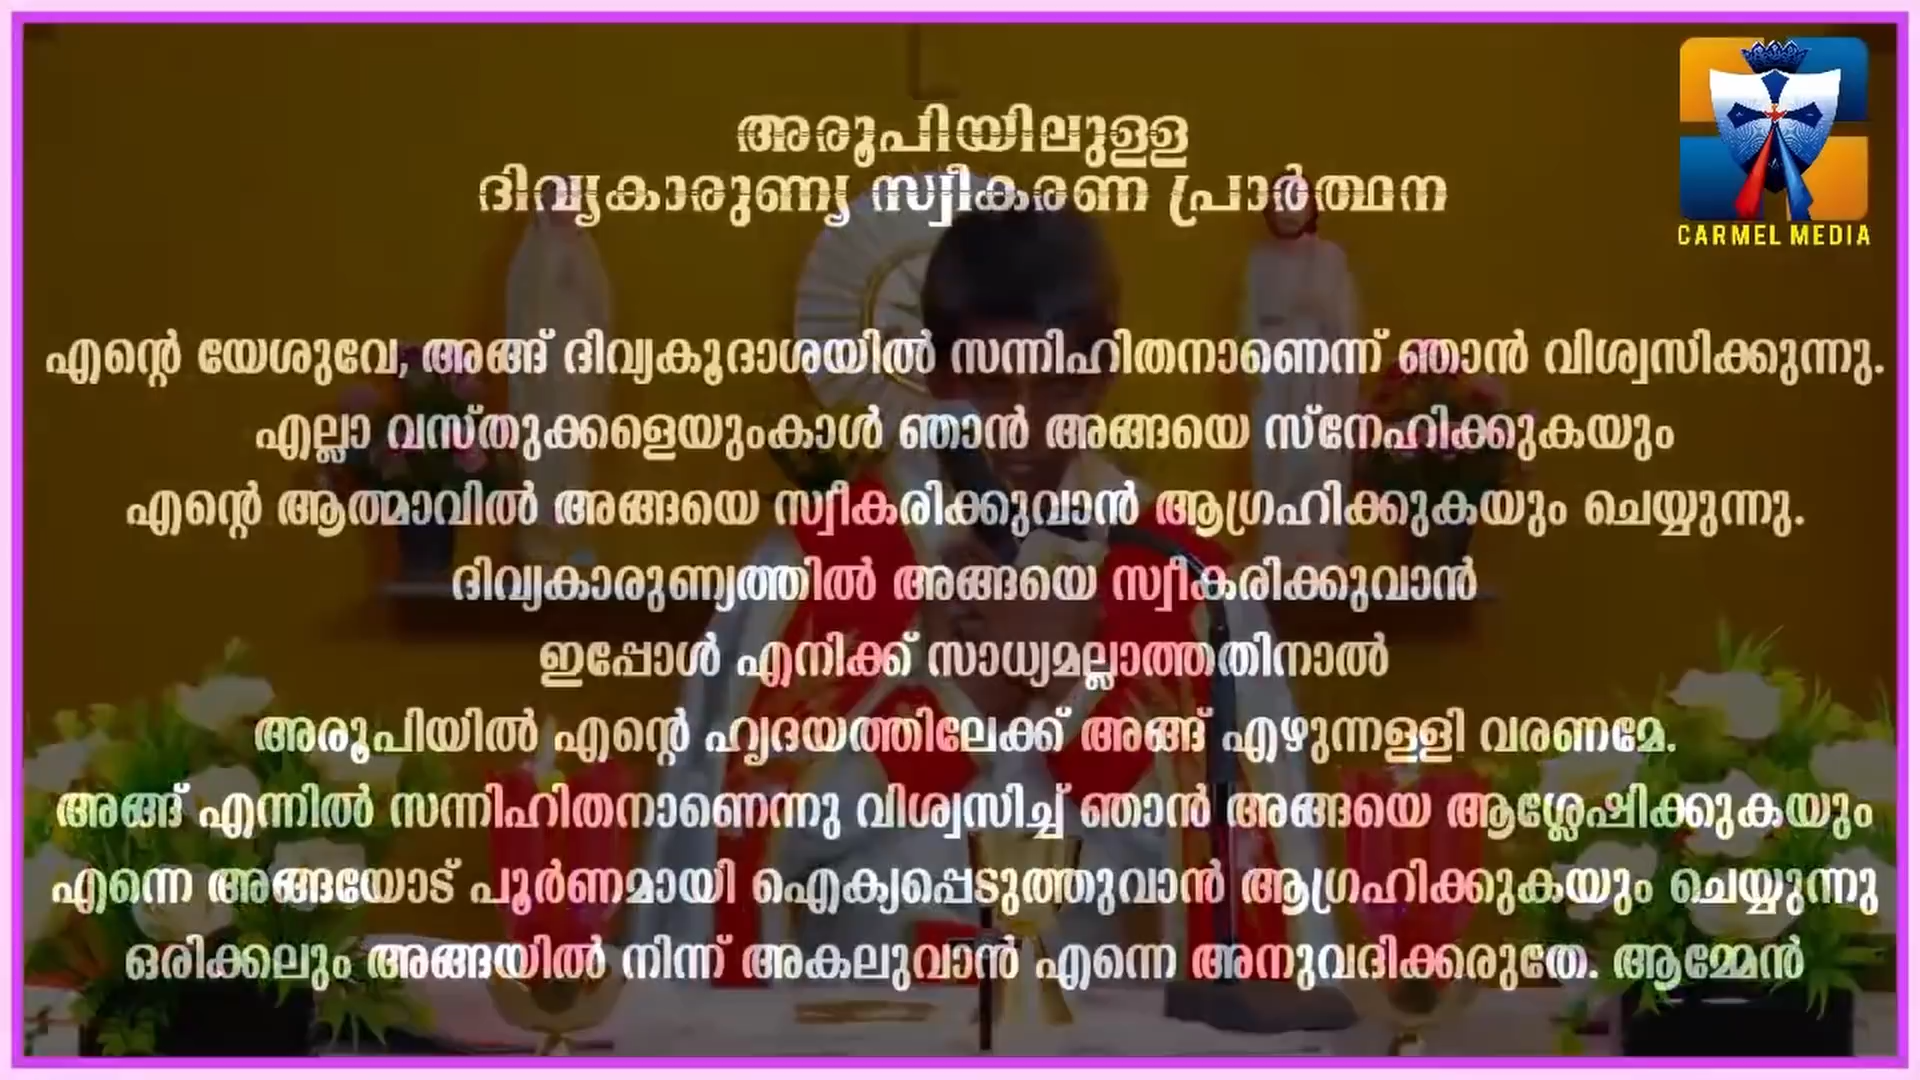 അരൂപിയിലുള്ള
ദിവ്യകാരുണ്യ സ്വീകരണ പ്രാർത്ഥന
CARMEL MEDIA
എന്റെ യേശുവേ, അങ്ങ് ദിവ്യകൂദാശയിൽ സന്നിഹിതനാണെന്ന് ഞാൻ വിശ്വസിക്കുന്നു.
എല്ലാ വസ്തുക്കളെയുംകാൾ ഞാൻ അങ്ങയെ സ്നേഹിക്കുകയും
എന്റെ ആത്മാവിൽ അങ്ങയെ സ്വീകരിക്കുവാൻ ആഗ്രഹിക്കുകയും ചെയ്യുന്നു.
ദിവ്യകാരുണ്യത്തിൽ അങ്ങയെ സ്വീകരിക്കുവാൻ
ഇപ്പോൾ എനിക്ക് സാധ്യമല്ലാത്തതിനാൽ
അരൂപിയിൽ എന്റെ ഹൃദയത്തിലേക്ക് അങ്ങ് എഴുന്നള്ളി വരണമേ.
അങ്ങ് എന്നിൽ സന്നിഹിതനാണെന്നു വിശ്വസിച്ച് ഞാൻ അങ്ങയെ ആശ്ലേഷിക്കുകയും
എന്നെ അങ്ങയോട് പൂർണമായി ഐക്യപ്പെടുത്തുവാൻ ആഗ്രഹിക്കുകയും ചെയ്യുന്നു
ഒരിക്കലും അങ്ങയിൽ നിന്ന് അകലുവാൻ എന്നെ അനുവദിക്കരുതേ. ആമ്മേൻ